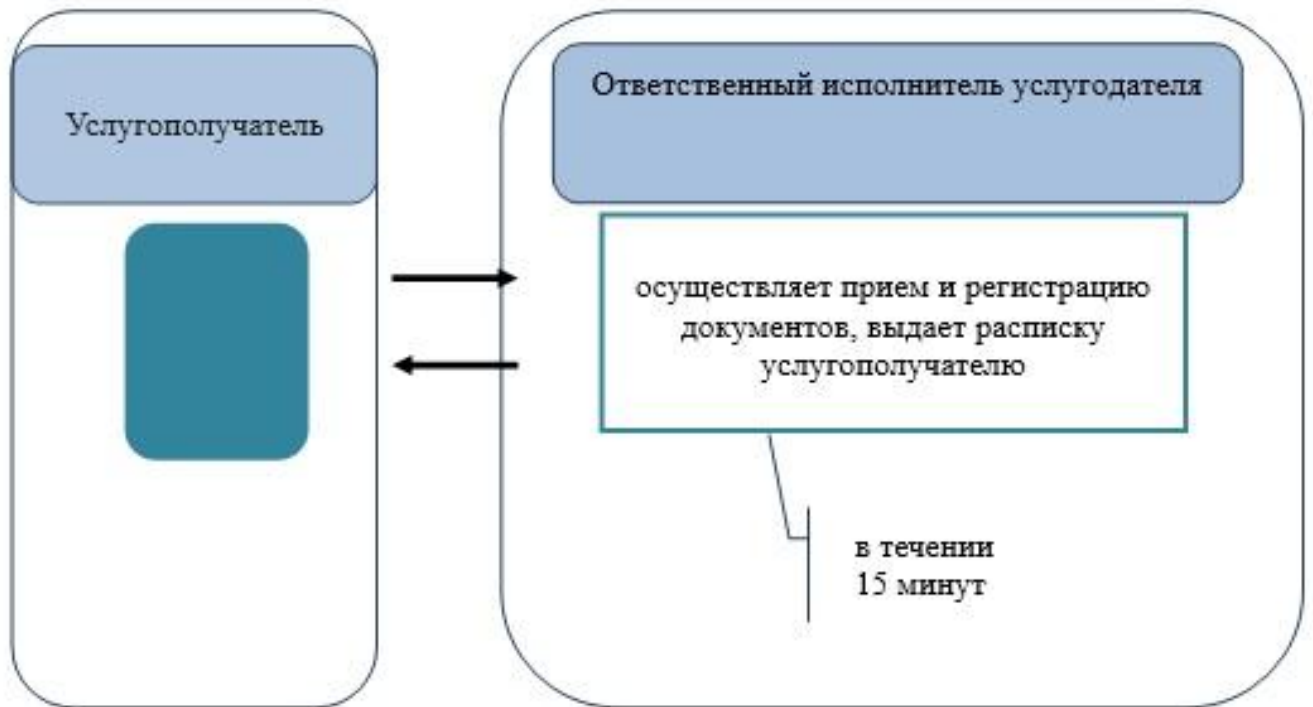 Услугополучатель
Ответственный исполнитель услугодателя
осуществляет прием и регистрацию
документов, выдает расписку
услугополучателю
в течении
15 минут